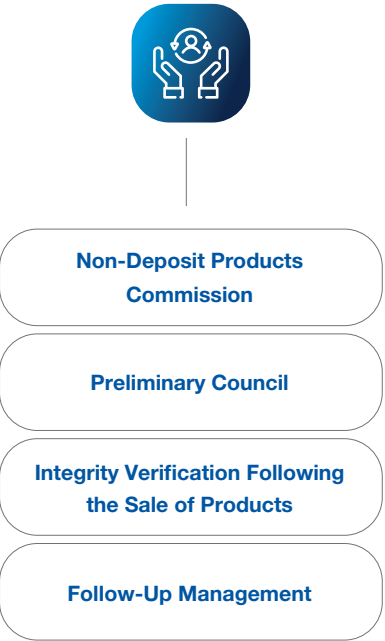 Non-Deposit Products
Commission
Preliminary Council
Integrity Verification Following
the Sale of Products
Follow-Up Management